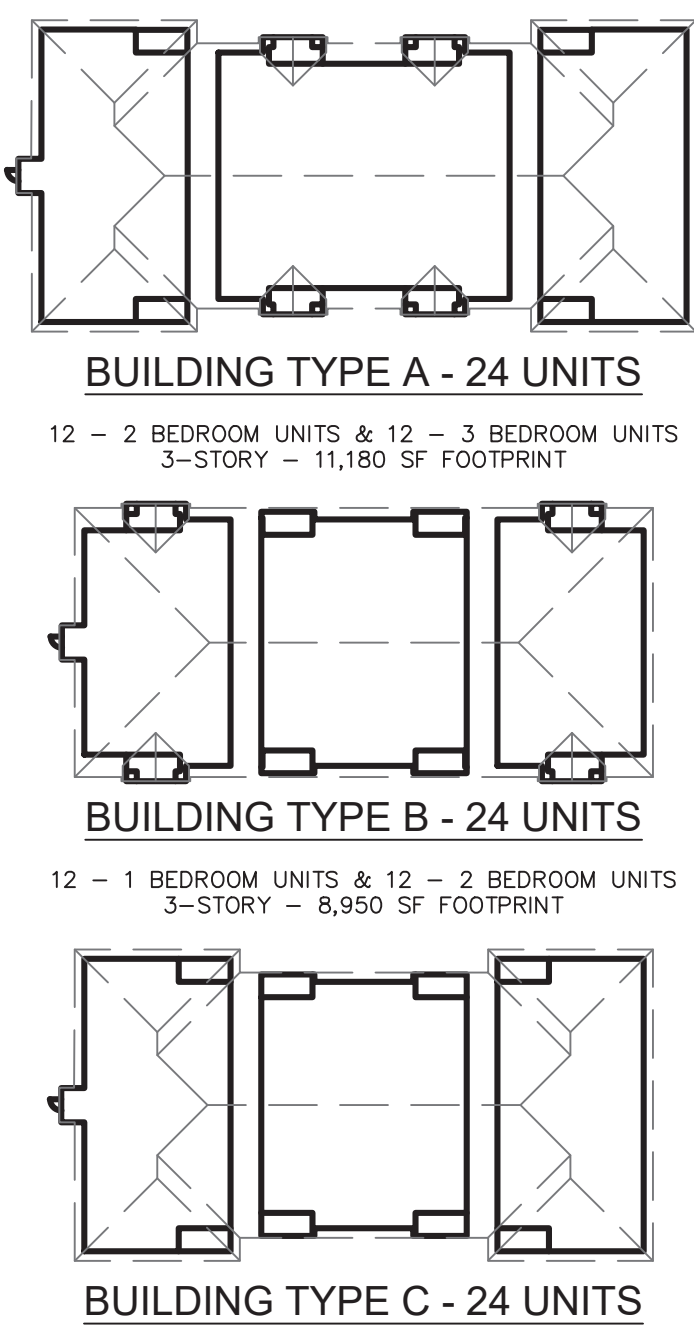 BUILDING TYPE A - 24 UNITS
12 - 2 BEDROOM UNITS & 12 - 3 BEDROOM UNITS
3-STORY - 11,180 SF FOOTPRINT
BUILDING TYPE B - 24 UNITS
12 - 1 BEDROOM UNITS & 12 - 2 BEDROOM UNITS
3-STORY - 8,950 SF FOOTPRINT
BUILDING TYPE C - 24 UNITS